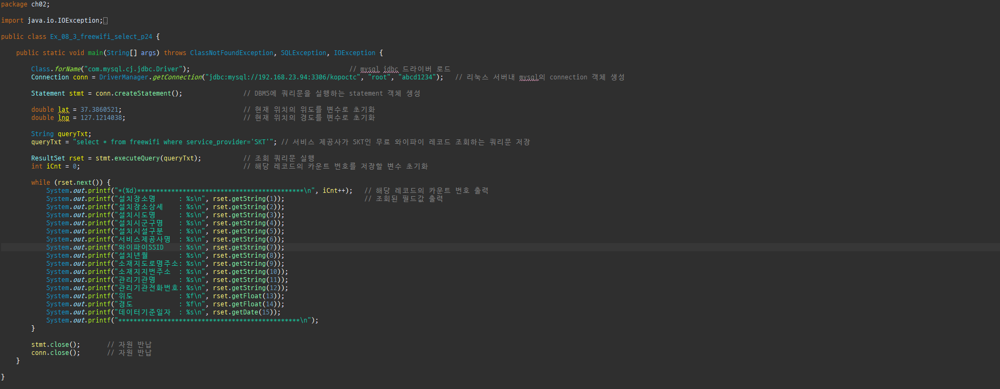 package ch02;
import java.io.IOException;
public class Ex_08_3_freewifi_select_p24 {
public static void main(String[] args) throws ClassNotFoundException, SQLException, IOException {
Class.forName("com.mysql.cj.jdbc.Driver"); // mysql jdbc 드라이버 로드
Connection conn = DriverManager.getConnection("jdbc:mysql://192.168.23.94:3306/kopoctc", "root", "abcd1234"); // 리눅스 서버내 mysql의 connection 객체 생성
Statement stmt = conn.createStatement(); // DBMS에 쿼리문을 실행하는 statement 객체 생성
double lat = 37.3860521; // 현재 위치의 위도를 변수로 초기화
double lng = 127.1214038; // 현재 위치의 경도를 변수로 초기화
String queryTxt;
queryTxt = "select * from freewifi where service_provider='SKT'"; // 서비스 제공사가 SKT인 무료 와이파이 레코드 조회하는 쿼리문 저장
ResultSet rset = stmt.executeQuery(queryTxt); // 조회 쿼리문 실행
int iCnt = 0; // 해당 레코드의 카운트 번호를 저장할 변수 초기화
while (rset.next()) {
System.out.printf("*(%d)********************************************\n", iCnt++); // 해당 레코드의 카운트 번호 출력
System.out.printf("설치장소명 : %s\n", rset.getString(1)); // 조회된 필드값 출력
System.out.printf("설치장소상세 : %s\n", rset.getString(2));
System.out.printf("설치시도명 : %s\n", rset.getString(3));
System.out.printf("설치시군구명 : %s\n", rset.getString(4));
System.out.printf("설치시설구분 : %s\n", rset.getString(5));
System.out.printf("서비스제공사명 : %s\n", rset.getString(6));
System.out.printf("와이파이SSID : %s\n", rset.getString(7));
System.out.printf("설치년월 : %s\n", rset.getString(8));
System.out.printf("소재지도로명주소: %s\n", rset.getString(9));
System.out.printf("소재지지번주소 : %s\n", rset.getString(10));
System.out.printf("관리기관명 : %s\n", rset.getString(11));
System.out.printf("관리기관전화번호: %s\n", rset.getString(12));
System.out.printf("위도 : %f\n", rset.getFloat(13));
System.out.printf("경도 : %f\n", rset.getFloat(14));
System.out.printf("데이터기준일자 : %s\n", rset.getDate(15));
System.out.printf("************************************************\n");
}
stmt.close(); // 자원 반납
conn.close(); // 자원 반납
}
}